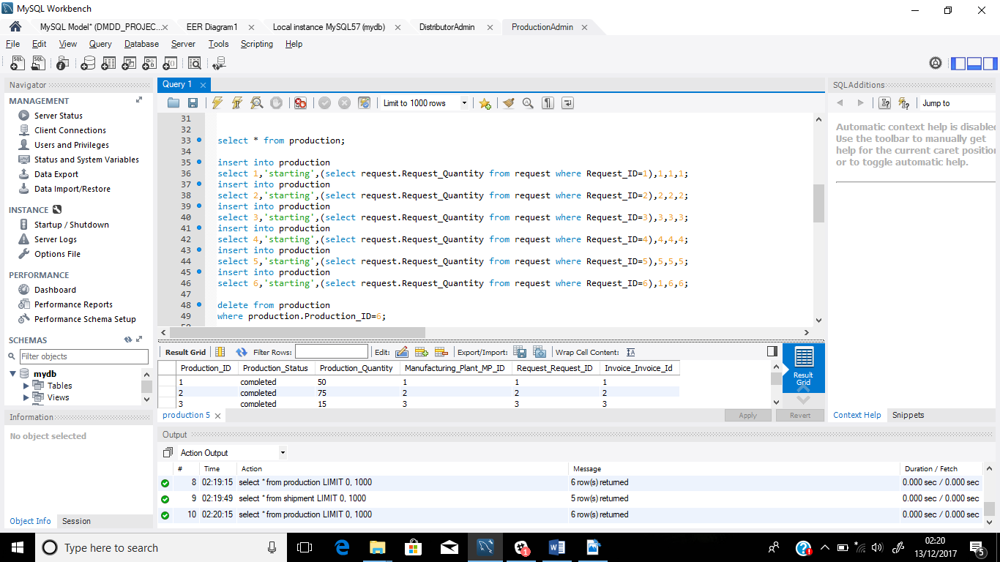 MySQL Workbench
MySQL Model* (DMDD_PROJEC...
EER Diagram1
Local instance MySQL57 (mydb)
DistributorAdmin
ProductionAdmin
File Edit View Query Database Server Tools Scripting Help
Navigator
MANAGEMENT
Server Status
Client Connections
Users and Privileges
Status and System Variables
Data Export
Data Import/Restore
INSTANCE
Startup / Shutdown
Server Logs
Options File
PERFORMANCE
Dashboard
Performance Reports
Performance Schema Setup
SCHEMAS
Filter objects
mydb
Tables
Views
Information
No object selected
Object Info Session
Query 1
Limit to 1000 rows
31
32
33 select * from production;
34
35 insert into production
36 select 1,'starting',(select request.Request_Quantity from request where Request_ID=1),1,1,1;
37 insert into production
38 select 2,'starting',(select request.Request_Quantity from request where Request_ID=2),2,2,2;
39 insert into production
40 select 3,'starting',(select request.Request_Quantity from request where Request_ID=3),3,3,3;
41 insert into production
42 select 4,'starting',(select request.Request_Quantity from request where Request_ID=4),4,4,4;
43 insert into production
44 select 5,'starting',(select request.Request_Quantity from request where Request_ID=5),5,5,5;
45 insert into production
46 select 6,'starting',(select request.Request_Quantity from request where Request_ID=6),1,6,6;
47
48 delete from production
49 where production.Production_ID=6;
Result Grid Filter Rows: Edit: Export/Import: Wrap Cell Content:
Production_ID Production_Status Production_Quantity Manufacturing_Plant_MP_ID Request_Request_ID Invoice_Invoice_Id
1 completed 50 1 1 1
2 completed 75 2 2 2
3 completed 15 3 3 3
Result Grid
production 5
Apply Revert
SQLAdditions
Jump to
Automatic context help is disabled
Use the toolbar to manually get
help for the current caret position
or to toggle automatic help.
Context Help Snippets
Output
Action Output
# Time Action Message Duration / Fetch
8 02:19:15 select * from production LIMIT 0, 1000 6 row(s) returned 0.000 sec / 0.000 sec
9 02:19:49 select * from shipment LIMIT 0, 1000 5 row(s) returned 0.000 sec / 0.000 sec
10 02:20:15 select * from production LIMIT 0, 1000 6 row(s) returned 0.000 sec / 0.000 sec
Type here to search
02:20
13/12/2017
5